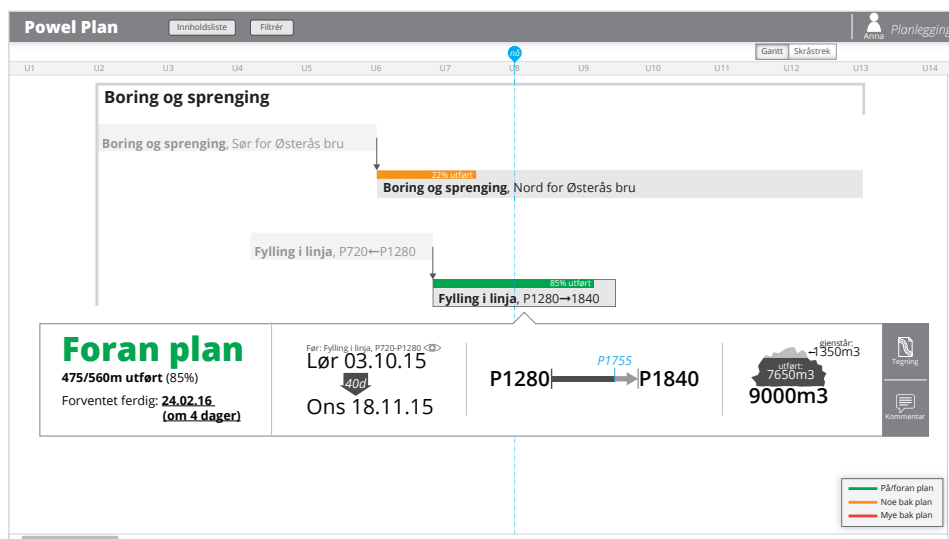 Powel Plan
Innholdsliste
Filtrér
Anna
Planlegging
nå
Gantt
Skråstrek
U1 U2 U3 U4 U5 U6 U7 U8 U9 U10 U11 U12 U13 U14
Boring og sprenging
Boring og sprenging, Sør for Østerås bru
22% utført
Boring og sprenging, Nord for Østerås bru
Fylling i linja, P720←P1280
85% utført
Fylling i linja, P1280→1840
Foran plan
475/560m utført (85%)
Forventet ferdig: 24.02.16
(om 4 dager)
Før: Fylling i linja, P720-P1280
Lør 03.10.15
40d
Ons 18.11.15
P1755
P1280
P1840
gjenstår:
1350m3
utført:
7650m3
9000m3
Tegning
Kommentar
På/foran plan
Noe bak plan
Mye bak plan